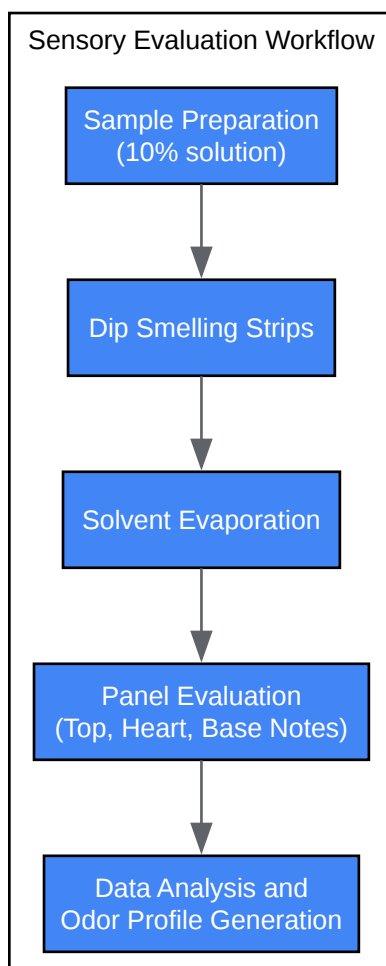 Sensory Evaluation Workflow
Sample Preparation
(10% solution)
Dip Smelling Strips
Solvent Evaporation
Panel Evaluation
(Top, Heart, Base Notes)
Data Analysis and
Odor Profile Generation